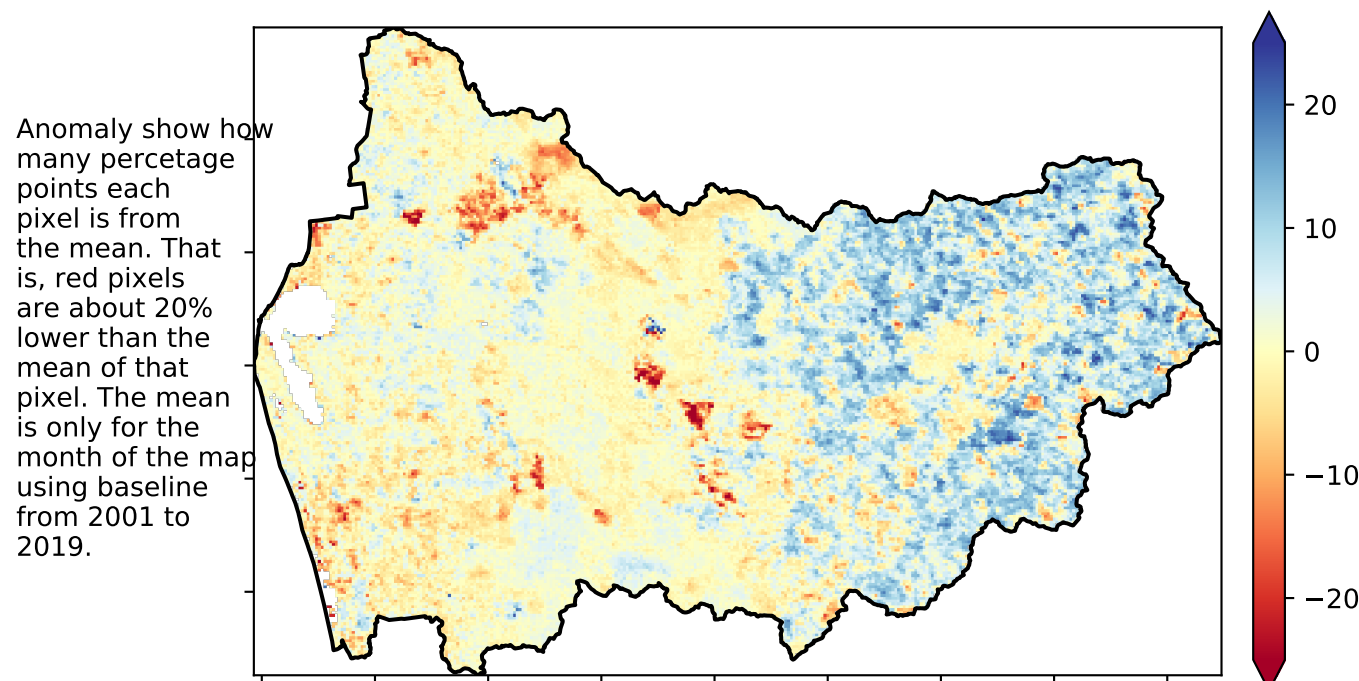 Anomaly show how
many percetage
points each
pixel is from
the mean. That
is, red pixels
are about 20%
lower than the
mean of that
pixel. The mean
is only for the
month of the map
using baseline
from 2001 to
2019.
20
10
0
−10
−20